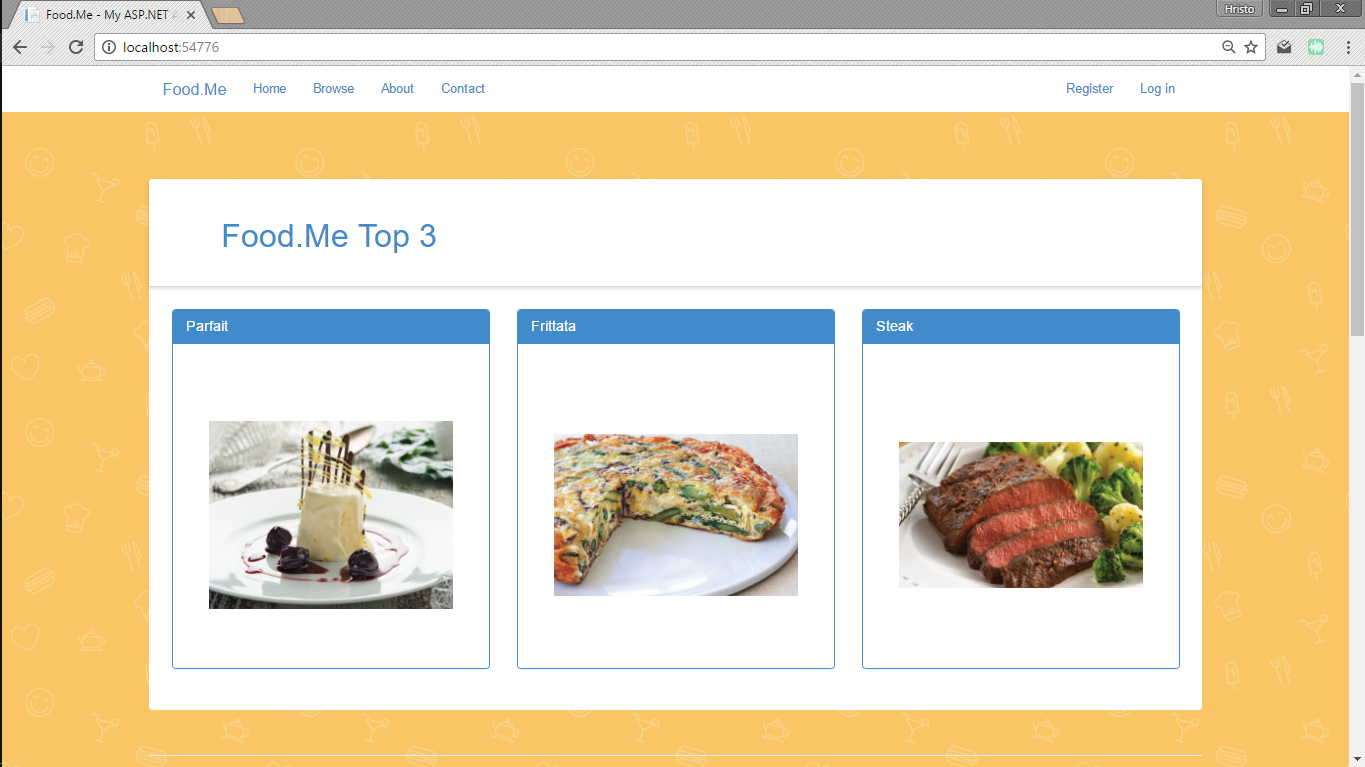 Food.Me - My ASP.NET A
Hristo
localhost:54776
Food.Me Home Browse About Contact Register Log in
Food.Me Top 3
Parfait Frittata Steak